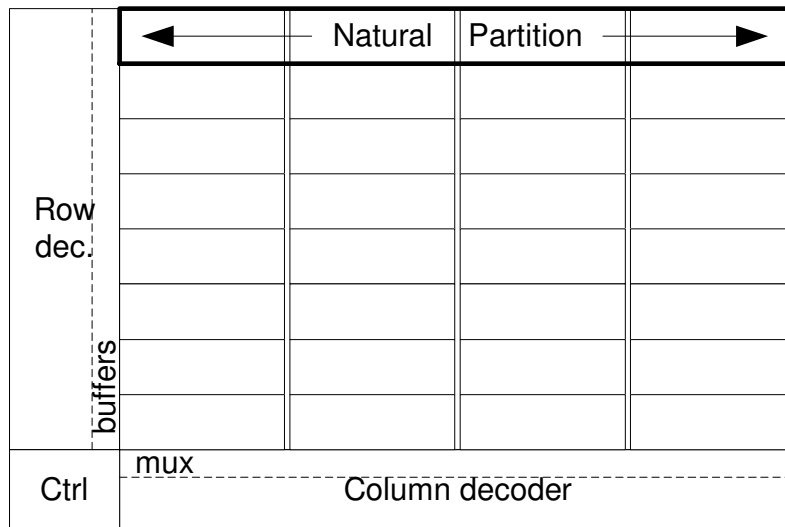 Natural Partition
Row
dec.
buffers
mux
Ctrl
Column decoder